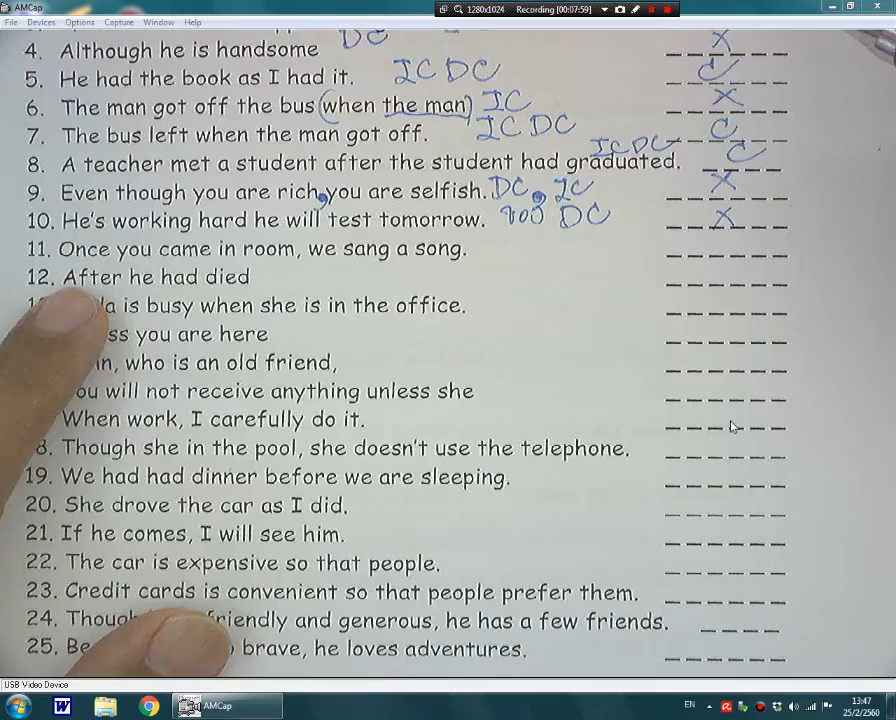 AMCap
1280x1024 Recording [00:07:59]
File Devices Options Capture Window Help
4. Although he is handsome DC X
5. He had the book as I had it. IC DC C
6. The man got off the bus (when the man) IC X
7. The bus left when the man got off. IC DC C
8. A teacher met a student after the student had graduated. IC DC C
9. Even though you are rich,you are selfish. DC , IC X
10. He's working hard he will test tomorrow. DC X
11. Once you came in room, we sang a song.
12. After he had died
is busy when she is in the office.
you are here
who is an old friend,
will not receive anything unless she
When work, I carefully do it.
8. Though she in the pool, she doesn't use the telephone.
19. We had had dinner before we are sleeping.
20. She drove the car as I did.
21. If he comes, I will see him.
22. The car is expensive so that people.
23. Credit cards is convenient so that people prefer them.
24. Though friendly and generous, he has a few friends.
25. Be brave, he loves adventures.
USB Video Device
AMCap
EN
13:47
25/2/2560